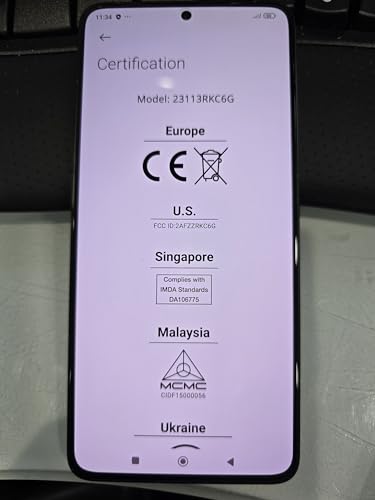 11:34
Certification
Model: 23113RKC6G
Europe
CE
U.S.
FCC ID:2AFZZRKC6G
Singapore
Complies with
IMDA Standards
DA106775
Malaysia
MCMC
CIDF15000056
Ukraine